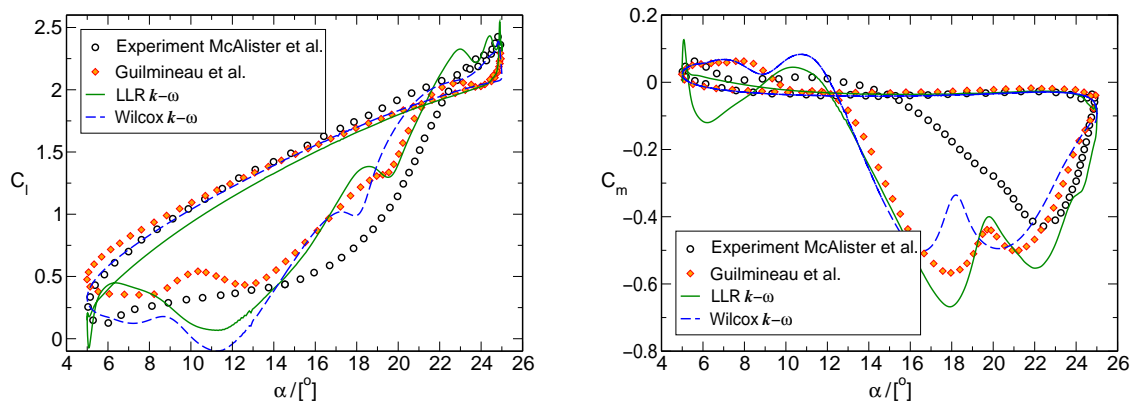 2.5
2
1.5
1
0.5
0
C_l
4 6 8 10 12 14 16 18 20 22 24 26
α/[°]
Experiment McAlister et al.
Guilmineau et al.
LLR k−ω
Wilcox k−ω
0.2
0
−0.2
−0.4
−0.6
−0.8
C_m
4 6 8 10 12 14 16 18 20 22 24 26
α/[°]
Experiment McAlister et al.
Guilmineau et al.
LLR k−ω
Wilcox k−ω